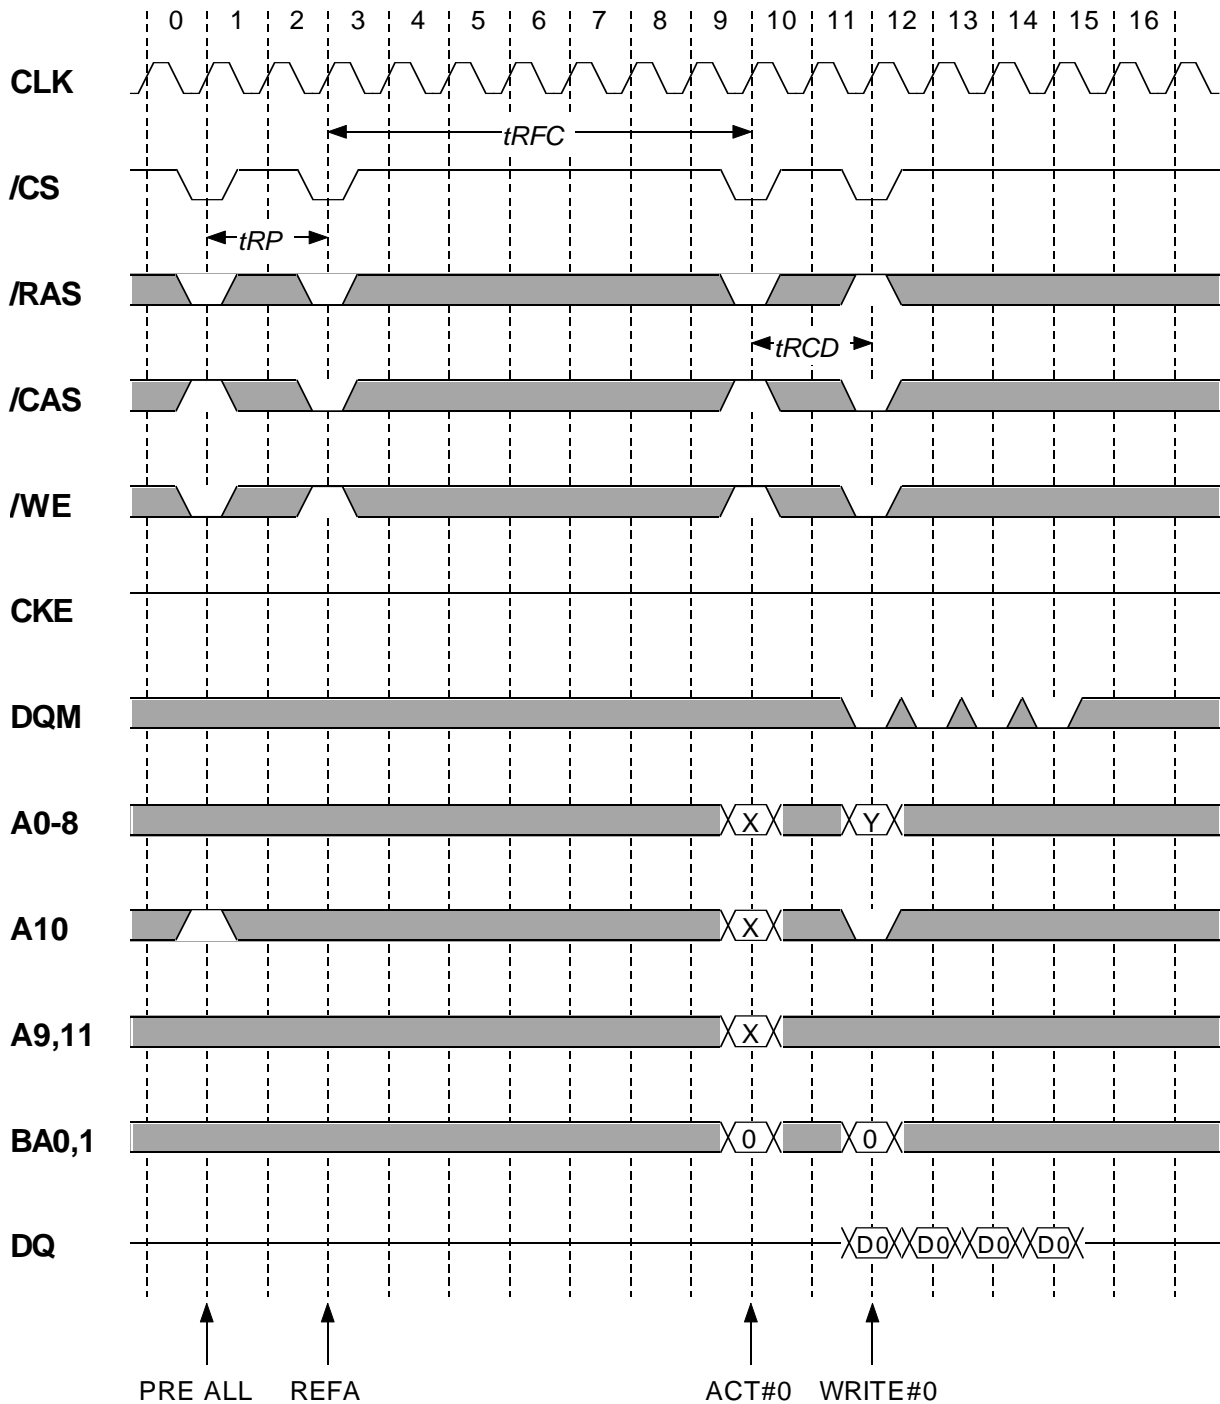 0 1 2 3 4 5 6 7 8 9 10 11 12 13 14 15 16
CLK
tRFC
/CS
tRP
/RAS
tRCD
/CAS
/WE
CKE
DQM
A0-8 X Y
A10 X
A9,11 X
BA0,1 0 0
DQ D0 D0 D0 D0
PRE ALL REFA ACT#0 WRITE#0